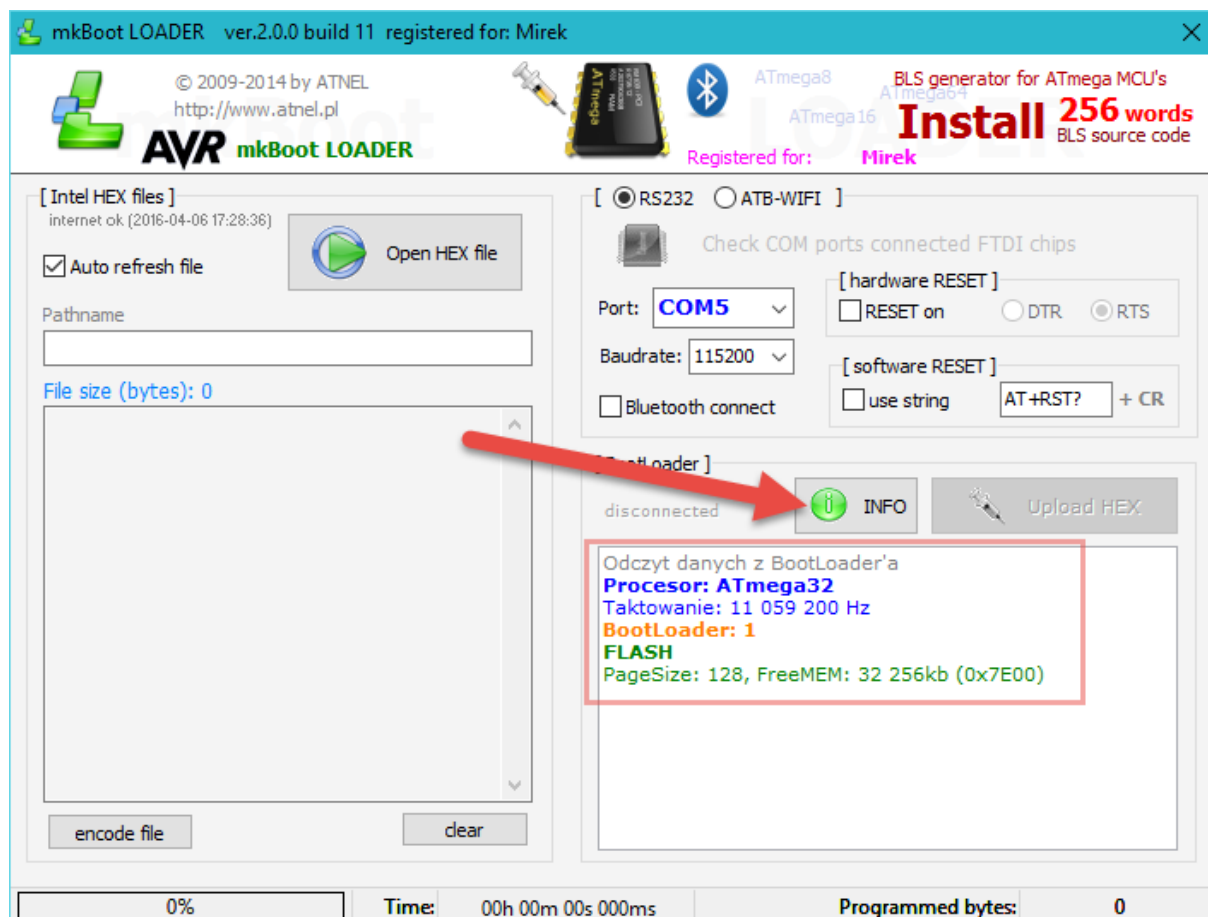 mkBoot LOADER ver.2.0.0 build 11 registered for: Mirek
© 2009-2014 by ATNEL
http://www.atnel.pl
AVR mkBoot LOADER
ATmega
ATmega8
ATmega64
ATmega16
BLS generator for ATmega MCU's
Install 256 words
BLS source code
Registered for: Mirek
[ Intel HEX files ]
internet ok (2016-04-06 17:28:36)
Auto refresh file
Open HEX file
Pathname
File size (bytes): 0
encode file
clear
[ RS232 ATB-WIFI ]
Check COM ports connected FTDI chips
Port: COM5
[ hardware RESET ]
RESET on DTR RTS
Baudrate: 115200
[ software RESET ]
Bluetooth connect
use string AT+RST? + CR
disconnected
INFO
Upload HEX
Odczyt danych z BootLoader'a
Procesor: ATmega32
Taktowanie: 11 059 200 Hz
BootLoader: 1
FLASH
PageSize: 128, FreeMEM: 32 256kb (0x7E00)
0%
Time: 00h 00m 00s 000ms
Programmed bytes: 0